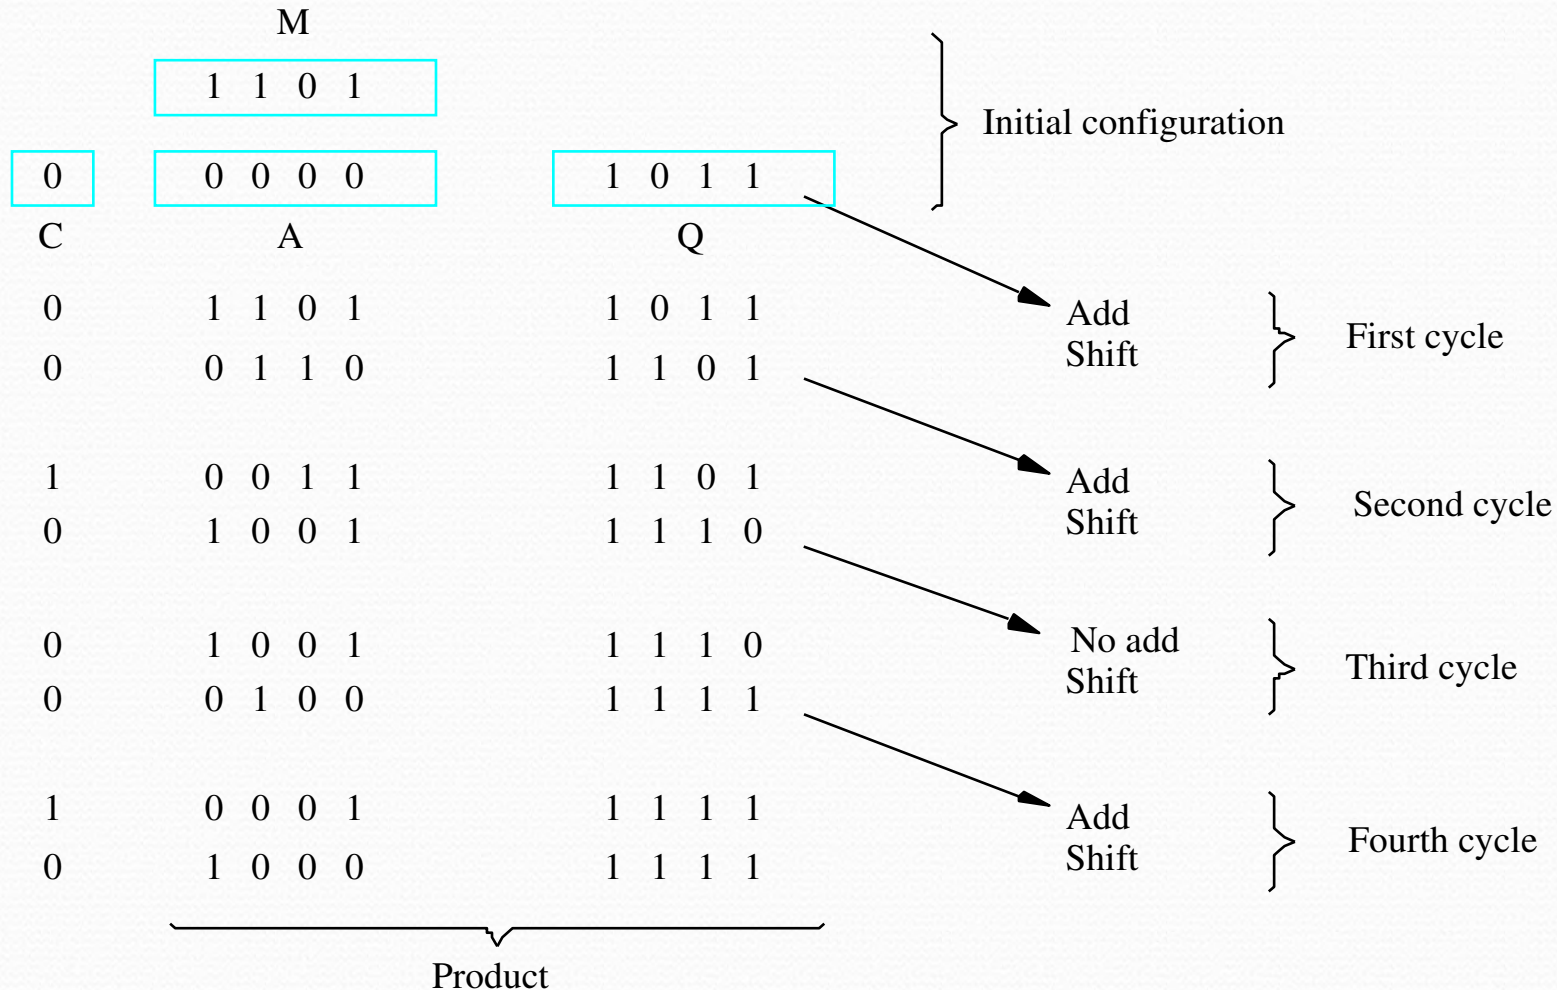 M
1 1 0 1
Initial configuration
0 0 0 0 0 1 0 1 1
C A Q
0 1 1 0 1 1 0 1 1 Add
First cycle
0 0 1 1 0 1 1 0 1 Shift
1 0 0 1 1 1 1 0 1 Add
Second cycle
0 1 0 0 1 1 1 1 0 Shift
0 1 0 0 1 1 1 1 0 No add
Third cycle
0 0 1 0 0 1 1 1 1 Shift
1 0 0 0 1 1 1 1 1 Add
Fourth cycle
0 1 0 0 0 1 1 1 1 Shift
Product